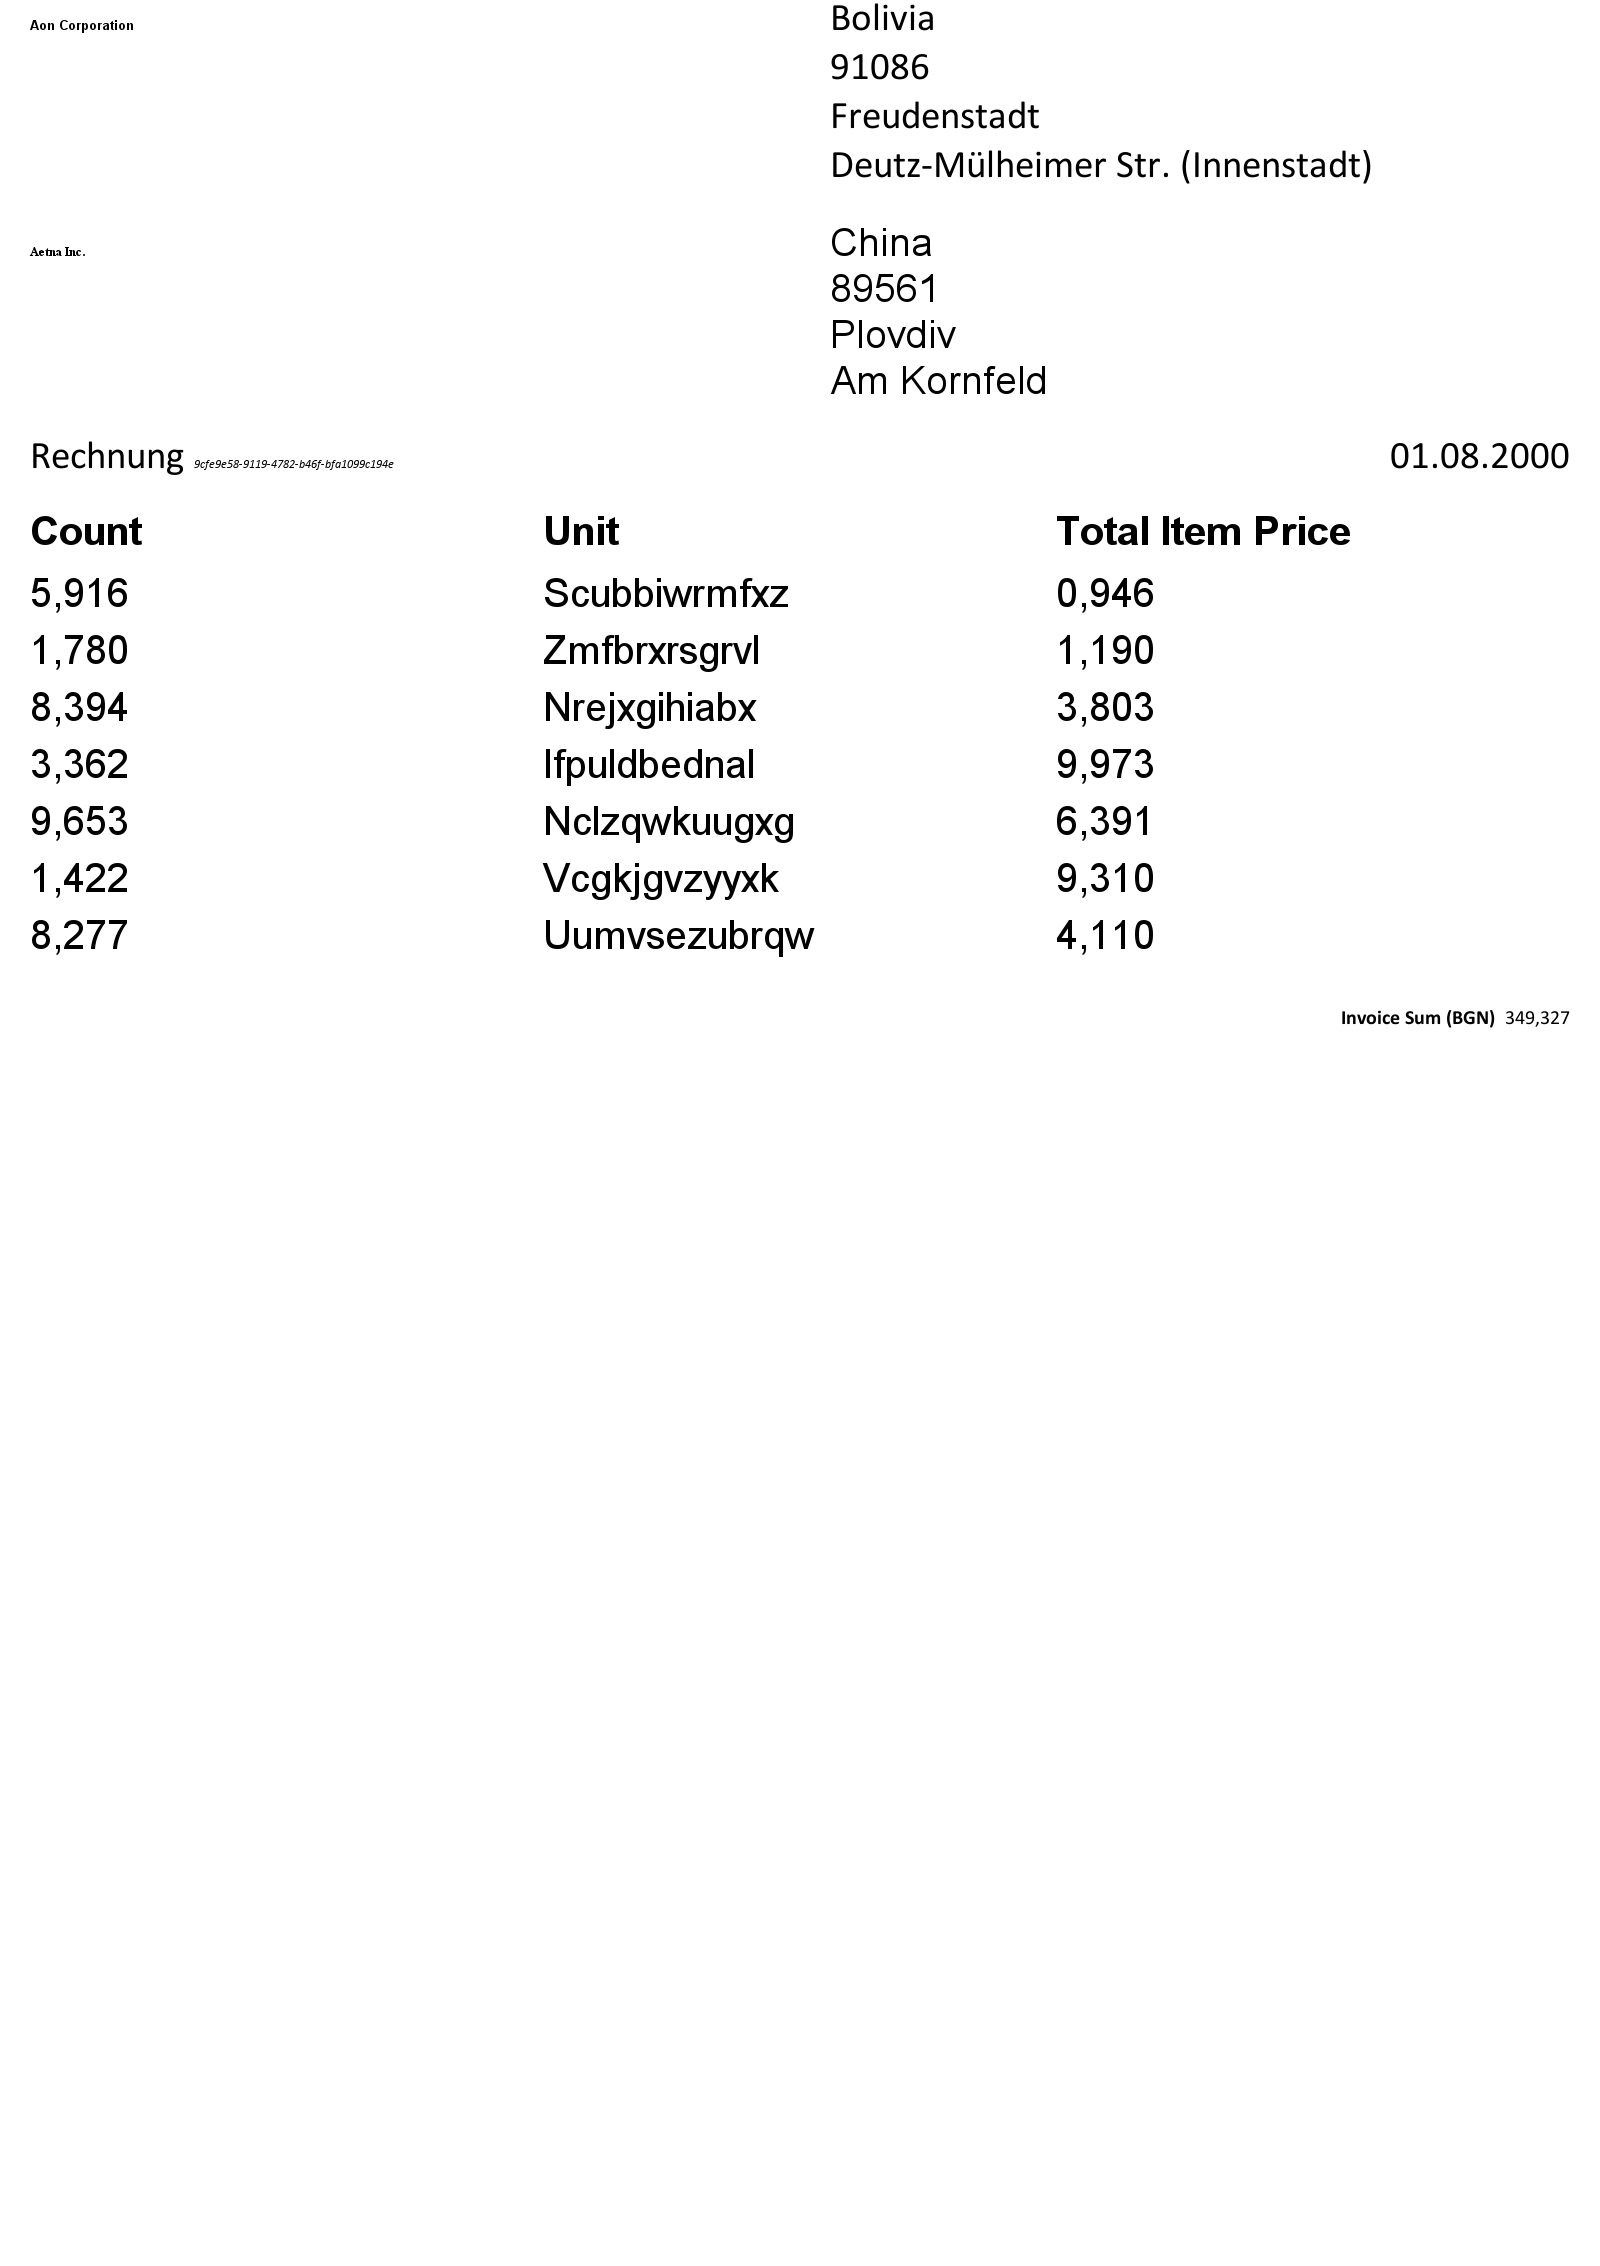 Aon Corporation
Bolivia
91086
Freudenstadt
Deutz-Mülheimer Str. (Innenstadt)
Aetna Inc.
China
89561
Plovdiv
Am Kornfeld
Rechnung 9cfe9e58-9119-4782-b46f-bfa1099c194e 01.08.2000
Count Unit Total Item Price
5,916 Scubbiwrmfxz 0,946
1,780 Zmfbrxrsgrvl 1,190
8,394 Nrejxgihiabx 3,803
3,362 Ifpuldbednal 9,973
9,653 Nclzqwkuugxg 6,391
1,422 Vcgkjgvzyyxk 9,310
8,277 Uumvsezubrqw 4,110
Invoice Sum (BGN) 349,327